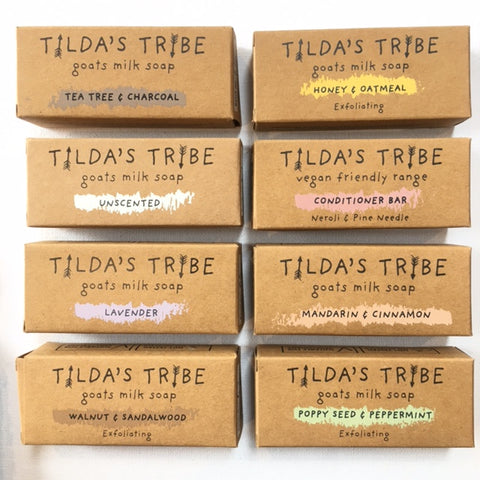 TILDA'S TRIBE
goats milk soap
TEA TREE & CHARCOAL
TILDA'S TRIBE
goats milk soap
HONEY & OATMEAL
Exfoliating
TILDA'S TRIBE
goats milk soap
UNSCENTED
TILDA'S TRIBE
vegan friendly range
CONDITIONER BAR
Neroli & Pine Needle
TILDA'S TRIBE
goats milk soap
LAVENDER
TILDA'S TRIBE
goats milk soap
MANDARIN & CINNAMON
TILDA'S TRIBE
goats milk soap
WALNUT & SANDALWOOD
Exfoliating
TILDA'S TRIBE
goats milk soap
POPPY SEED & PEPPERMINT
Exfoliating